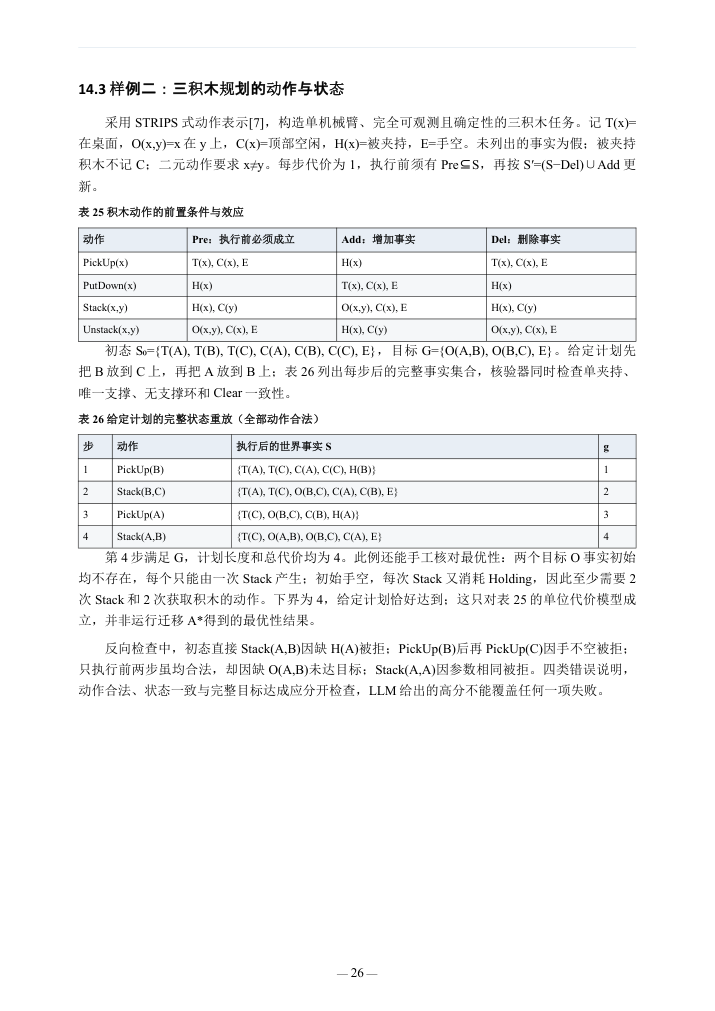 14.3 样例二：三积木规划的动作与状态
采用 STRIPS 式动作表示[7]，构造单机械臂、完全可观测且确定性的三积木任务。记 T(x)=
在桌面，O(x,y)=x 在 y 上，C(x)=顶部空闲，H(x)=被夹持，E=手空。未列出的事实为假；被夹持
积木不记 C；二元动作要求 x≠y。每步代价为 1，执行前须有 Pre⊆S，再按 S′=(S−Del)∪Add 更
新。
表 25 积木动作的前置条件与效应
动作 Pre：执行前必须成立 Add：增加事实 Del：删除事实
PickUp(x) T(x), C(x), E H(x) T(x), C(x), E
PutDown(x) H(x) T(x), C(x), E H(x)
Stack(x,y) H(x), C(y) O(x,y), C(x), E H(x), C(y)
Unstack(x,y) O(x,y), C(x), E H(x), C(y) O(x,y), C(x), E
初态 S₀={T(A), T(B), T(C), C(A), C(B), C(C), E}，目标 G={O(A,B), O(B,C), E}。给定计划先
把 B 放到 C 上，再把 A 放到 B 上；表 26 列出每步后的完整事实集合，核验器同时检查单夹持、
唯一支撑、无支撑环和 Clear 一致性。
表 26 给定计划的完整状态重放（全部动作合法）
步 动作 执行后的世界事实 S g
1 PickUp(B) {T(A), T(C), C(A), C(C), H(B)} 1
2 Stack(B,C) {T(A), T(C), O(B,C), C(A), C(B), E} 2
3 PickUp(A) {T(C), O(B,C), C(B), H(A)} 3
4 Stack(A,B) {T(C), O(A,B), O(B,C), C(A), E} 4
第 4 步满足 G，计划长度和总代价均为 4。此例还能手工核对最优性：两个目标 O 事实初始
均不存在，每个只能由一次 Stack 产生；初始手空，每次 Stack 又消耗 Holding，因此至少需要 2
次 Stack 和 2 次获取积木的动作。下界为 4，给定计划恰好达到；这只对表 25 的单位代价模型成
立，并非运行迁移 A*得到的最优性结果。
反向检查中，初态直接 Stack(A,B)因缺 H(A)被拒；PickUp(B)后再 PickUp(C)因手不空被拒；
只执行前两步虽均合法，却因缺 O(A,B)未达目标；Stack(A,A)因参数相同被拒。四类错误说明，
动作合法、状态一致与完整目标达成应分开检查，LLM 给出的高分不能覆盖任何一项失败。
— 26 —